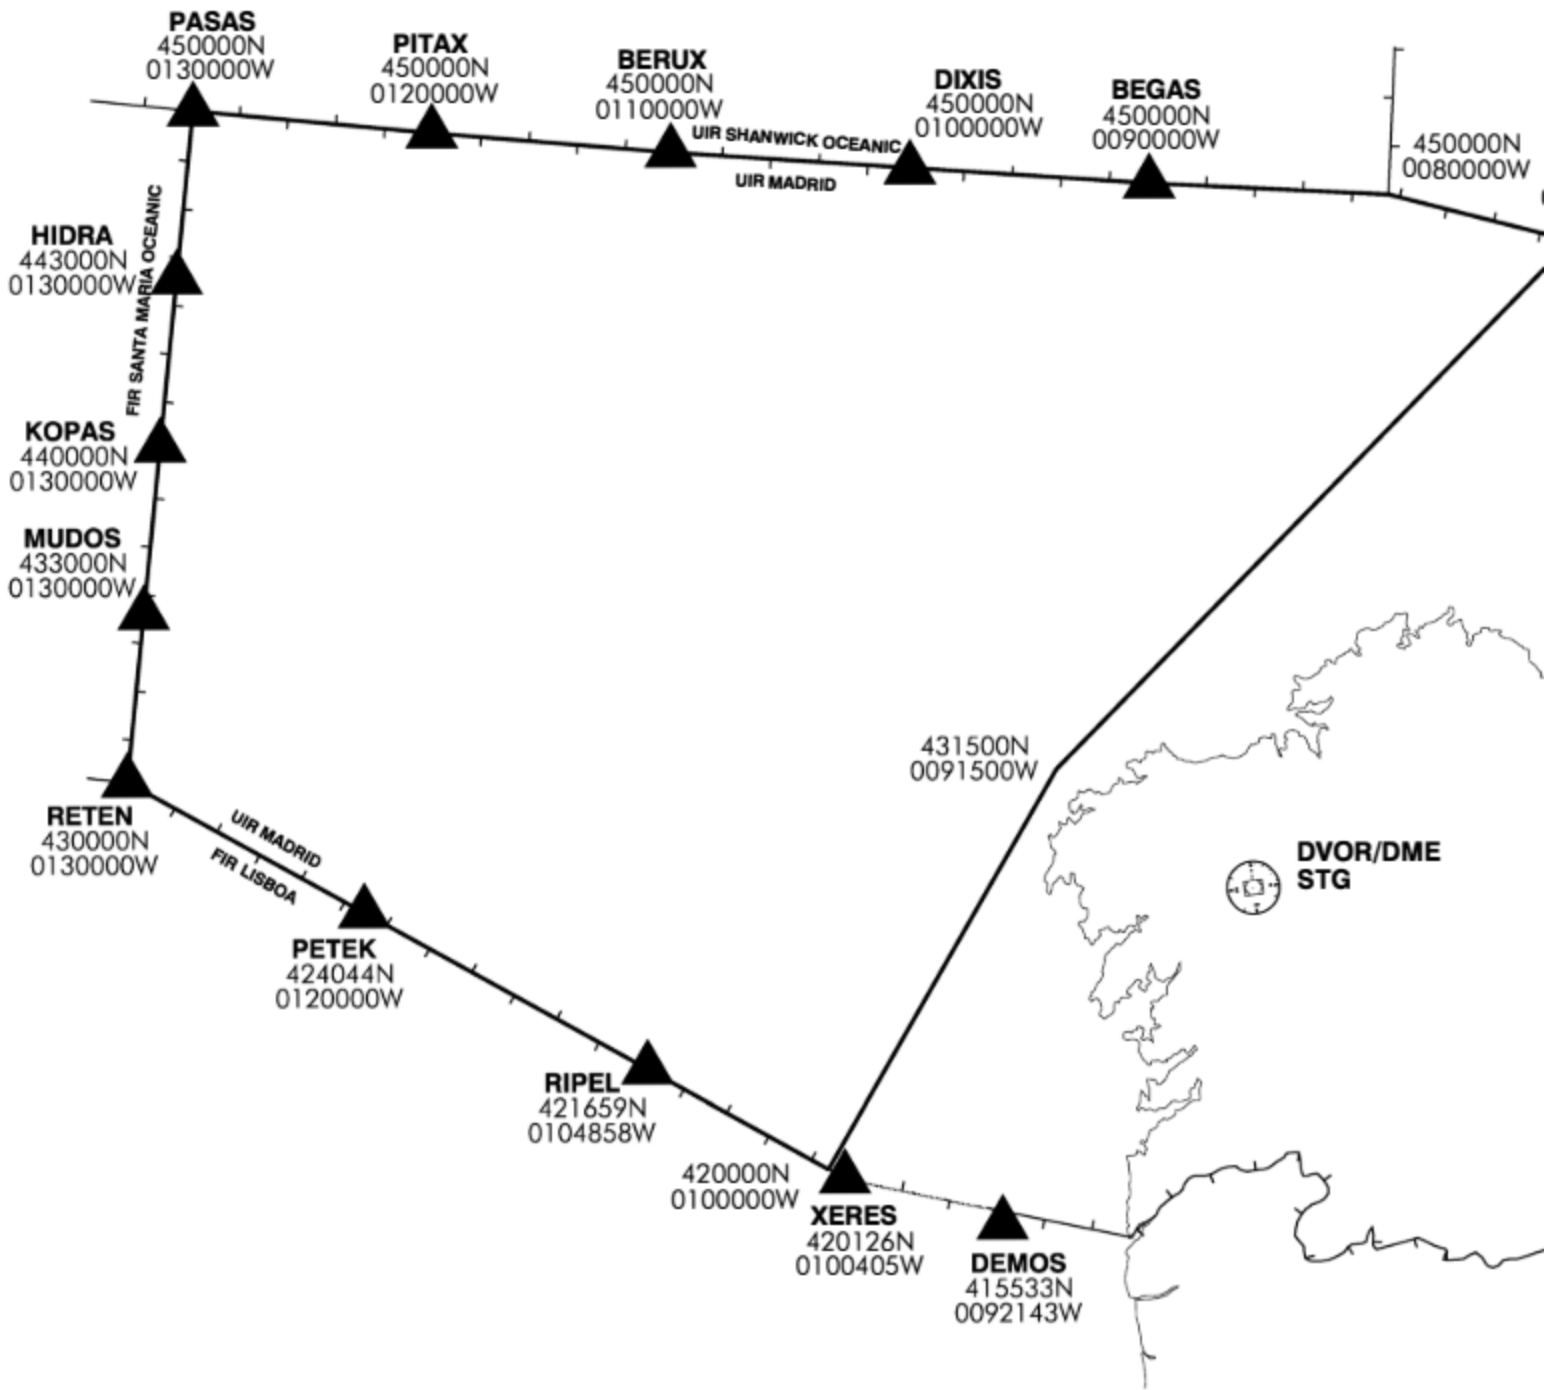 PASAS
450000N
0130000W
PITAX
450000N
0120000W
BERUX
450000N
0110000W
DIXIS
450000N
0100000W
BEGAS
450000N
0090000W
450000N
0080000W
UIR SHANWICK OCEANIC
UIR MADRID
HIDRA
443000N
0130000W
FIR SANTA MARIA OCEANIC
KOPAS
440000N
0130000W
MUDOS
433000N
0130000W
431500N
0091500W
RETEN
430000N
0130000W
UIR MADRID
FIR LISBOA
DVOR/DME
STG
PETEK
424044N
0120000W
RIPEL
421659N
0104858W
420000N
0100000W
XERES
420126N
0100405W
DEMOS
415533N
0092143W